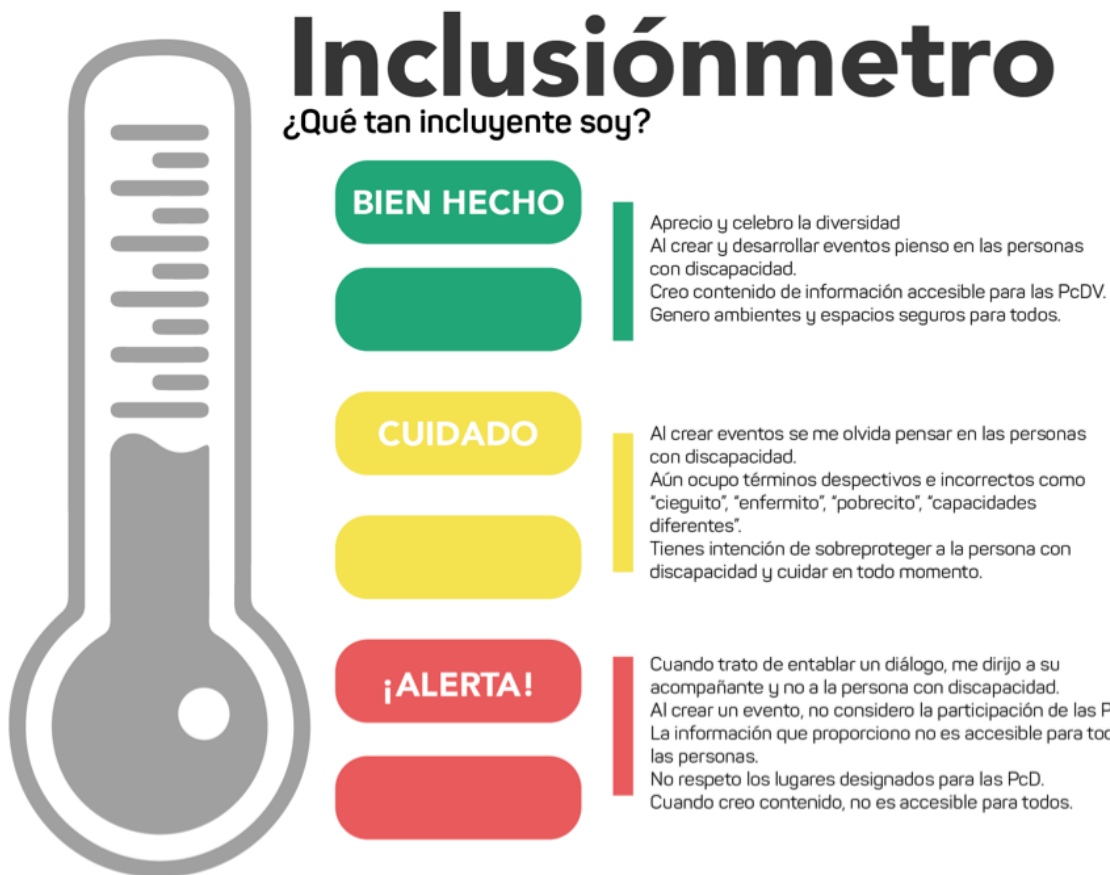 Inclusiónmetro
¿Qué tan incluyente soy?
BIEN HECHO
Aprecio y celebro la diversidad
Al crear y desarrollar eventos pienso en las personas
con discapacidad.
Creo contenido de información accesible para las PcDV.
Genero ambientes y espacios seguros para todos.
CUIDADO
Al crear eventos se me olvida pensar en las personas
con discapacidad.
Aún ocupo términos despectivos e incorrectos como
“cieguito”, “enfermito”, “pobrecito”, “capacidades
diferentes”.
Tienes intención de sobreproteger a la persona con
discapacidad y cuidar en todo momento.
¡ALERTA!
Cuando trato de entablar un diálogo, me dirijo a su
acompañante y no a la persona con discapacidad.
Al crear un evento, no considero la participación de las
La información que proporciono no es accesible para
las personas.
No respeto los lugares designados para las PcD.
Cuando creo contenido, no es accesible para todos.